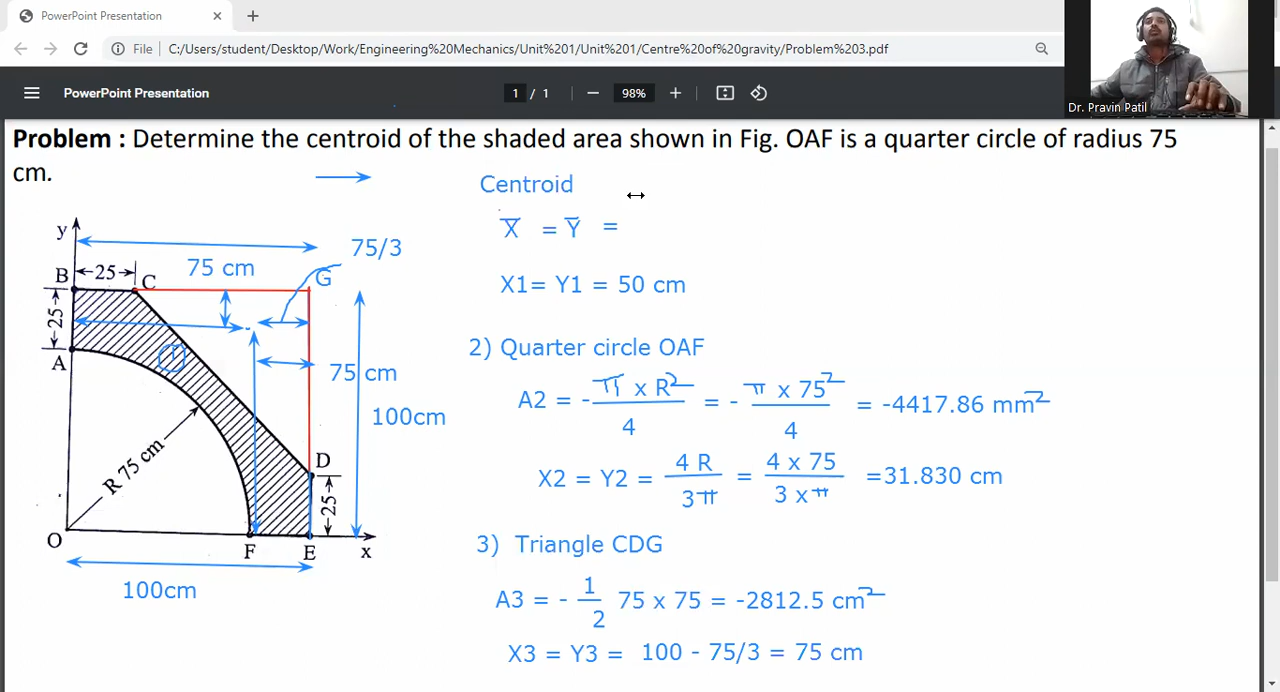 PowerPoint Presentation
File
C:/Users/student/Desktop/Work/Engineering%20Mechanics/Unit%201/Unit%201/Centre%20of%20gravity/Problem%203.pdf
PowerPoint Presentation
1 / 1
98%
Dr. Pravin Patil
Problem : Determine the centroid of the shaded area shown in Fig. OAF is a quarter circle of radius 75
cm.
y
75 cm
75/3
B
25
C
G
25
A
1
75 cm
100cm
R 75 cm
D
25
O
F
E
x
100cm
Centroid
X̅ = Y̅ =
X1= Y1 = 50 cm
2) Quarter circle OAF
A2 = - π x R² / 4 = - π x 75² / 4 = -4417.86 mm²
X2 = Y2 = 4 R / 3π = 4 x 75 / 3 x π =31.830 cm
3) Triangle CDG
A3 = - 1/2 75 x 75 = -2812.5 cm²
X3 = Y3 = 100 - 75/3 = 75 cm